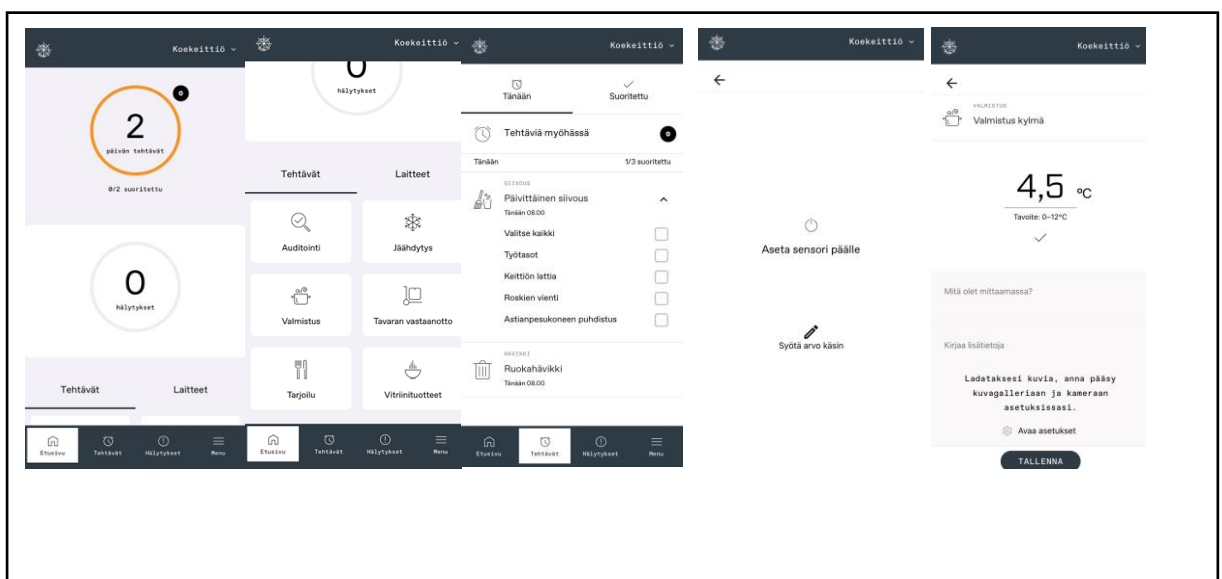 Koekeittiö
0
2
päivän tehtävät
0/2 suoritettu
0
hälytykset
Tehtävät
Laitteet
Etusivu
Tehtävät
Hälytykset
Menu
Koekeittiö
0
hälytykset
Tehtävät
Laitteet
Auditointi
Jäähdytys
Valmistus
Tavaran vastaanotto
Tarjoilu
Vitriinituotteet
Etusivu
Tehtävät
Hälytykset
Menu
Koekeittiö
Tänään
Suoritettu
Tehtäviä myöhässä
0
Tänään
1/3 suoritettu
SIIVOUS
Päivittäinen siivous
Tänään 08.00
Valitse kaikki
Työtasot
Keittiön lattia
Roskien vienti
Astianpesukoneen puhdistus
HÄVIKKI
Ruokahävikki
Tänään 08.00
Etusivu
Tehtävät
Hälytykset
Menu
Koekeittiö
Aseta sensori päälle
Syötä arvo käsin
Koekeittiö
VALMISTUS
Valmistus kylmä
4,5 °C
Tavoite: 0–12°C
Mitä olet mittaamassa?
Kirjaa lisätietoja
Ladataksesi kuvia, anna pääsy
kuvagalleriaan ja kameraan
asetuksissasi.
Avaa asetukset
TALLENNA